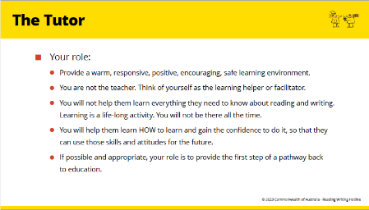 The Tutor
Your role:
Provide a warm, responsive, positive, encouraging, safe learning environment.
You are not the teacher. Think of yourself as the learning helper or facilitator.
You will not help them learn everything they need to know about reading and writing.
Learning is a life-long activity. You will not be there all the time.
You will help them learn HOW to learn and gain the confidence to do it, so that they
can use those skills and attitudes for the future.
If possible and appropriate, your role is to provide the first step of a pathway back
to education.
Commonwealth of Australia - Reading Writing Hotline